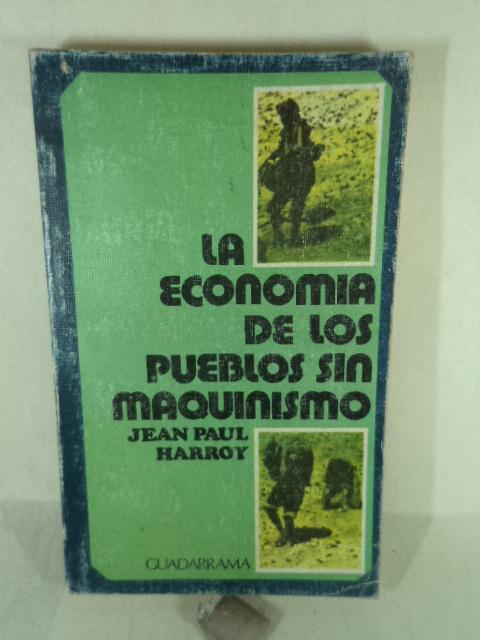 LA
ECONOMIA
DE LOS
PUEBLOS SIN
MAQUINISMO
JEAN PAUL
HARROY
GUADARRAMA